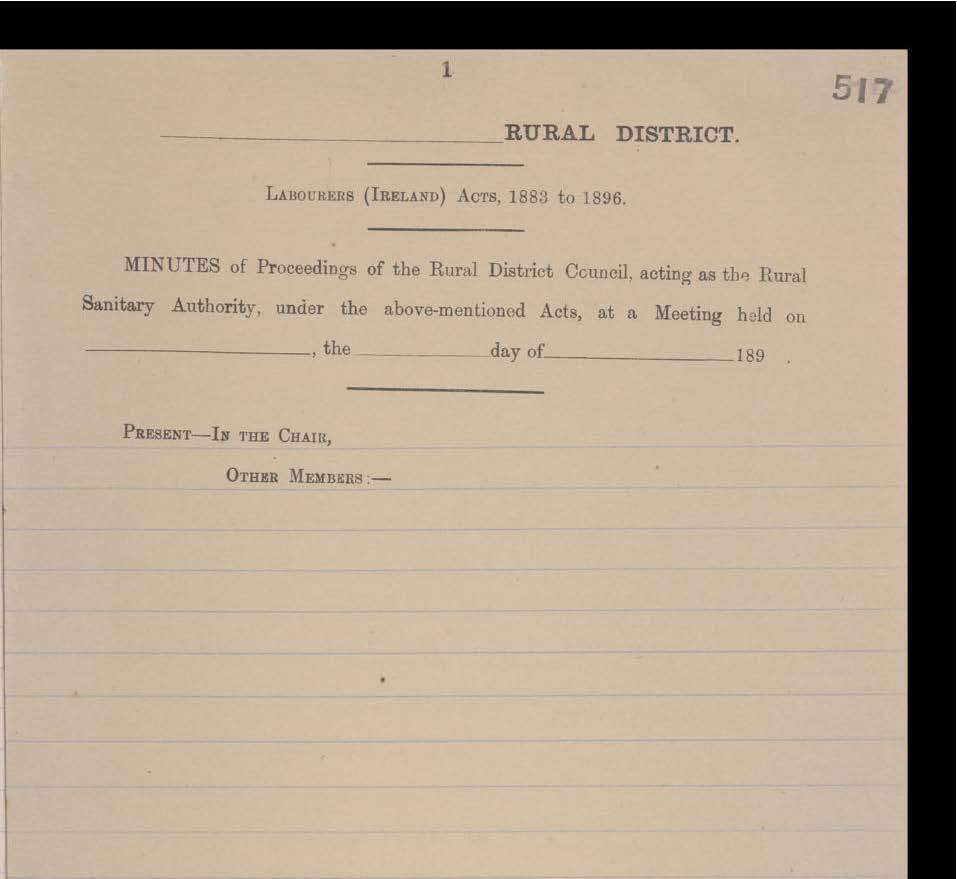 1
517
RURAL DISTRICT.
LABOURERS (IRELAND) ACTS, 1883 to 1896.
MINUTES of Proceedings of the Rural District Council, acting as the Rural
Sanitary Authority, under the above-mentioned Acts, at a Meeting held on
, the day of 189 .
PRESENT—IN THE CHAIR,
OTHER MEMBERS:—